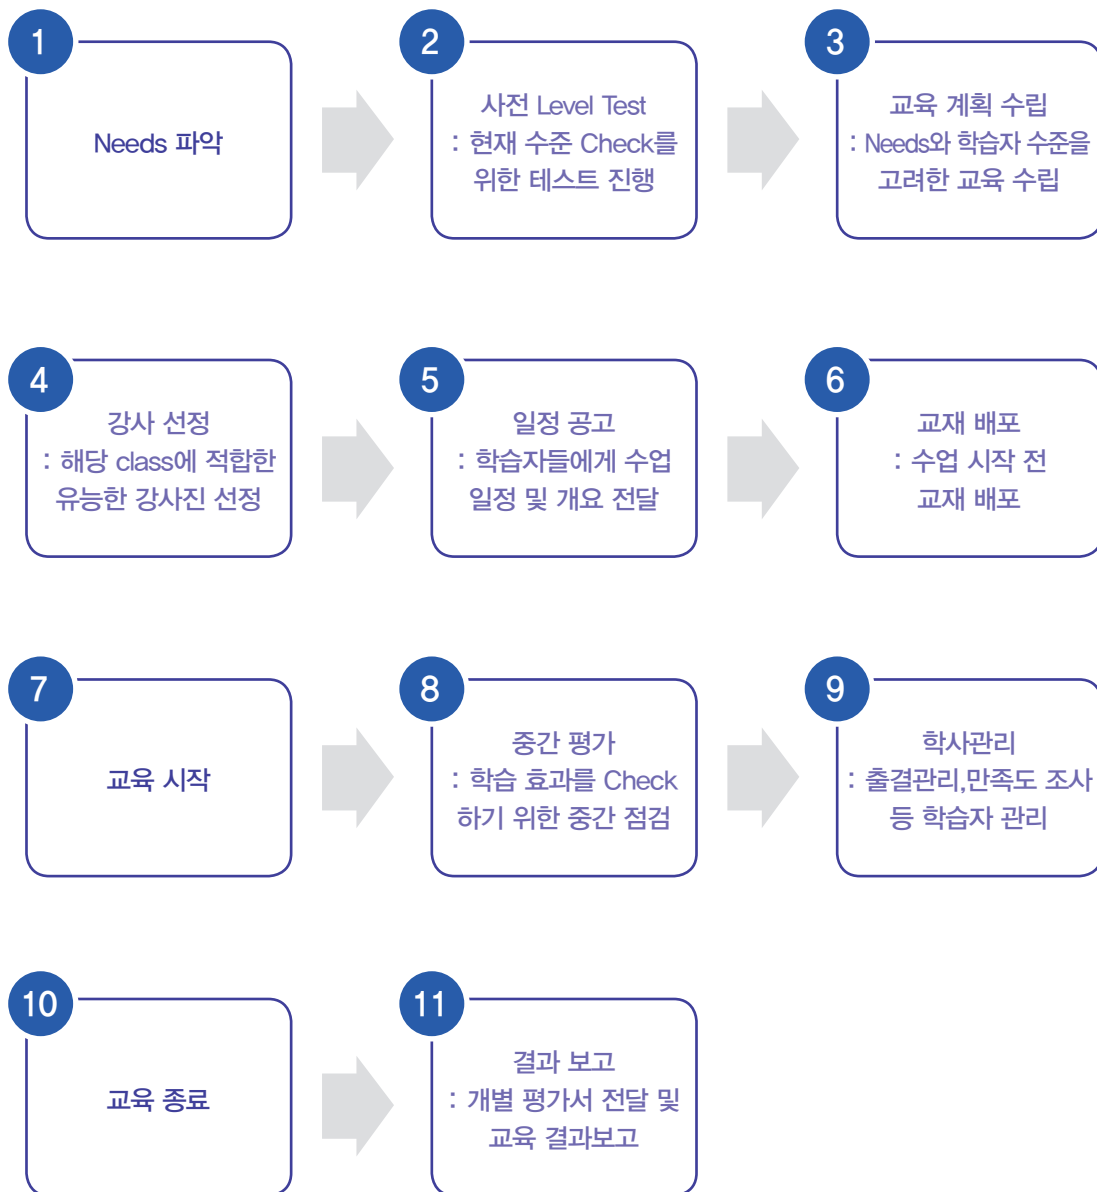 1
Needs 파악
2
사전 Level Test
: 현재 수준 Check를
위한 테스트 진행
3
교육 계획 수립
: Needs와 학습자 수준을
고려한 교육 수립
4
강사 선정
: 해당 class에 적합한
유능한 강사진 선정
5
일정 공고
: 학습자들에게 수업
일정 및 개요 전달
6
교재 배포
: 수업 시작 전
교재 배포
7
교육 시작
8
중간 평가
: 학습 효과를 Check
하기 위한 중간 점검
9
학사관리
: 출결관리,만족도 조사
등 학습자 관리
10
교육 종료
11
결과 보고
: 개별 평가서 전달 및
교육 결과보고